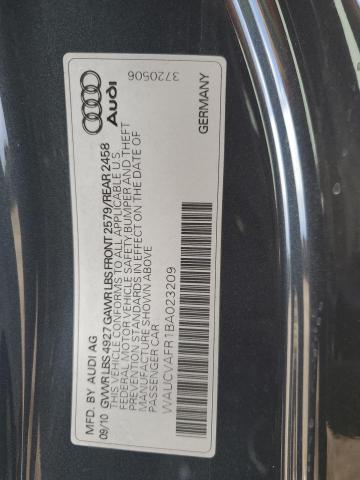 MFD. BY AUDI AG
09/10 GVWR LBS 4927 GAWR LBS FRONT 2579/REAR 2458
THIS VEHICLE CONFORMS TO ALL APPLICABLE U.S.
FEDERAL MOTOR VEHICLE SAFETY, BUMPER AND THEFT
PREVENTION STANDARDS IN EFFECT ON THE DATE OF
MANUFACTURE SHOWN ABOVE
PASSENGER CAR
WAUCVAFR1BA023209
Audi
3720506
GERMANY